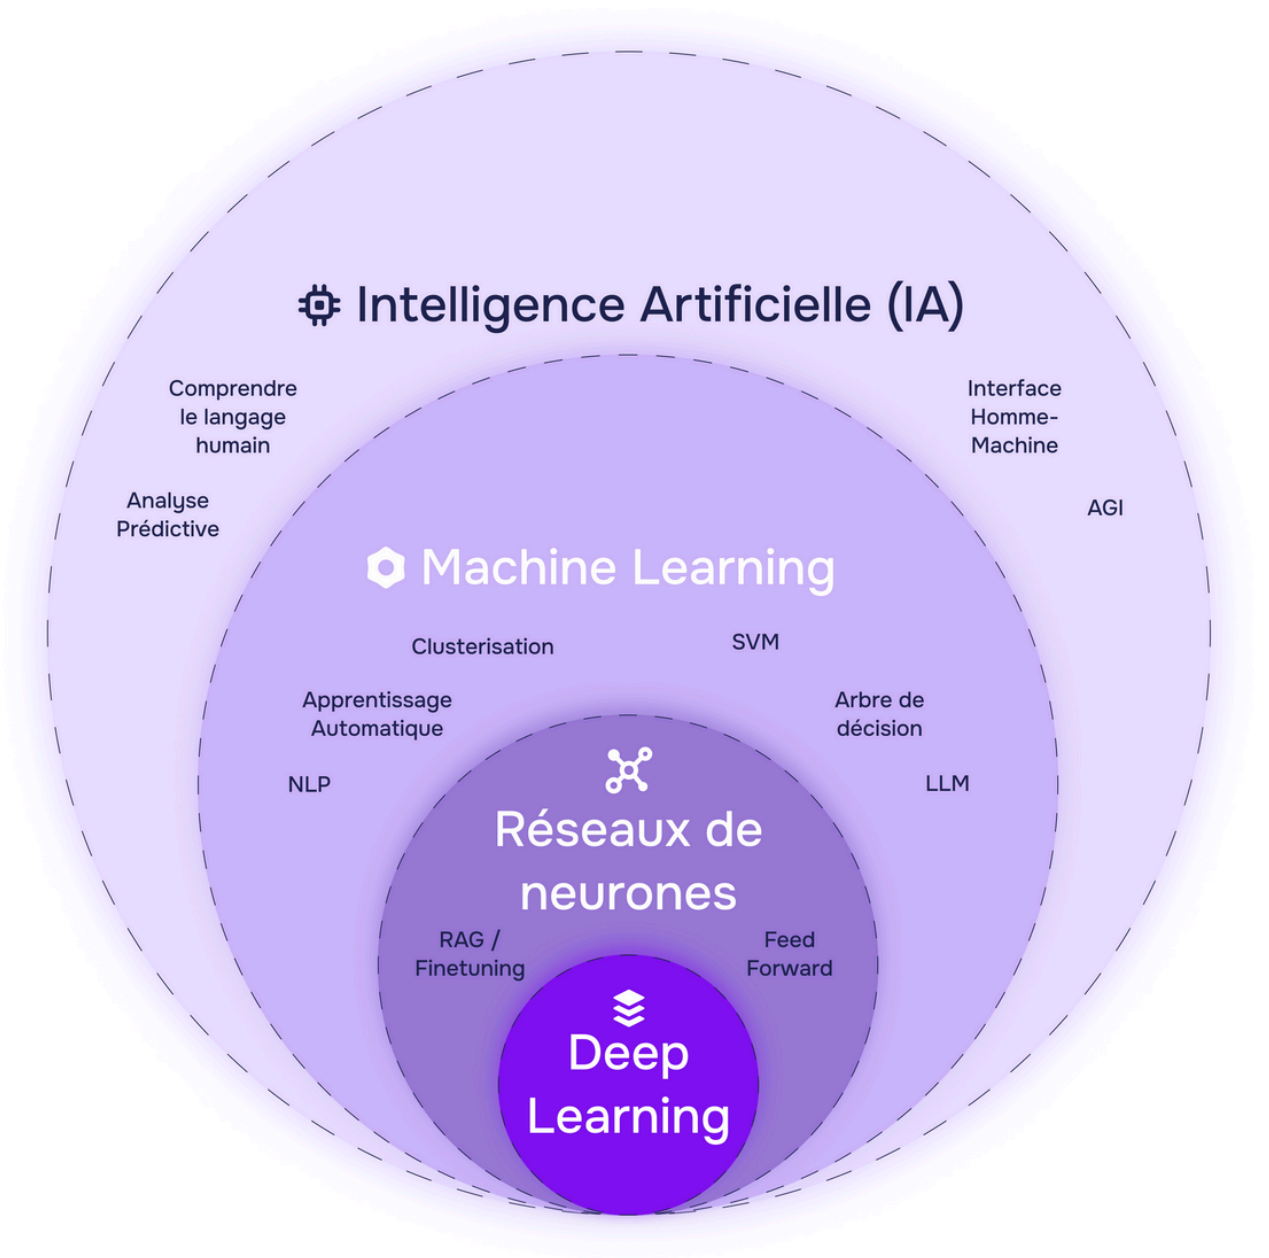 Intelligence Artificielle (IA)
Comprendre
le langage
humain
Interface
Homme-
Machine
Analyse
Prédictive
AGI
Machine Learning
Clusterisation
SVM
Apprentissage
Automatique
Arbre de
décision
NLP
LLM
Réseaux de
neurones
RAG /
Finetuning
Feed
Forward
Deep
Learning